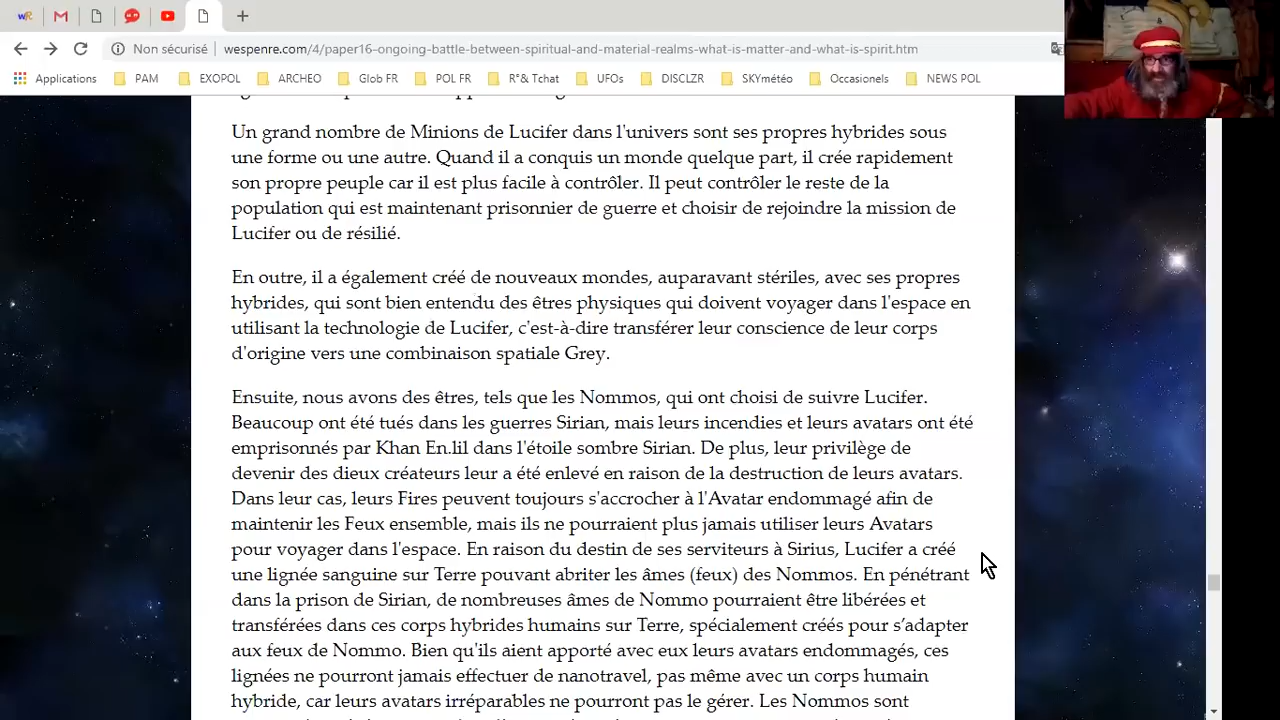 Non sécurisé
wespenre.com/4/paper16-ongoing-battle-between-spiritual-and-material-realms-what-is-matter-and-what-is-spirit.htm
Applications PAM EXOPOL ARCHEO Glob FR POL FR R°& Tchat UFOs DISCLZR SKYmétéo Occasionels NEWS POL
Un grand nombre de Minions de Lucifer dans l'univers sont ses propres hybrides sous
une forme ou une autre. Quand il a conquis un monde quelque part, il crée rapidement
son propre peuple car il est plus facile à contrôler. Il peut contrôler le reste de la
population qui est maintenant prisonnier de guerre et choisir de rejoindre la mission de
Lucifer ou de résilié.
En outre, il a également créé de nouveaux mondes, auparavant stériles, avec ses propres
hybrides, qui sont bien entendu des êtres physiques qui doivent voyager dans l'espace en
utilisant la technologie de Lucifer, c'est-à-dire transférer leur conscience de leur corps
d'origine vers une combinaison spatiale Grey.
Ensuite, nous avons des êtres, tels que les Nommos, qui ont choisi de suivre Lucifer.
Beaucoup ont été tués dans les guerres Sirian, mais leurs incendies et leurs avatars ont été
emprisonnés par Khan En.lil dans l'étoile sombre Sirian. De plus, leur privilège de
devenir des dieux créateurs leur a été enlevé en raison de la destruction de leurs avatars.
Dans leur cas, leurs Fires peuvent toujours s'accrocher à l'Avatar endommagé afin de
maintenir les Feux ensemble, mais ils ne pourraient plus jamais utiliser leurs Avatars
pour voyager dans l'espace. En raison du destin de ses serviteurs à Sirius, Lucifer a créé
une lignée sanguine sur Terre pouvant abriter les âmes (feux) des Nommos. En pénétrant
dans la prison de Sirian, de nombreuses âmes de Nommo pourraient être libérées et
transférées dans ces corps hybrides humains sur Terre, spécialement créés pour s'adapter
aux feux de Nommo. Bien qu'ils aient apporté avec eux leurs avatars endommagés, ces
lignées ne pourront jamais effectuer de nanotravel, pas même avec un corps humain
hybride, car leurs avatars irréparables ne pourront pas le gérer. Les Nommos sont